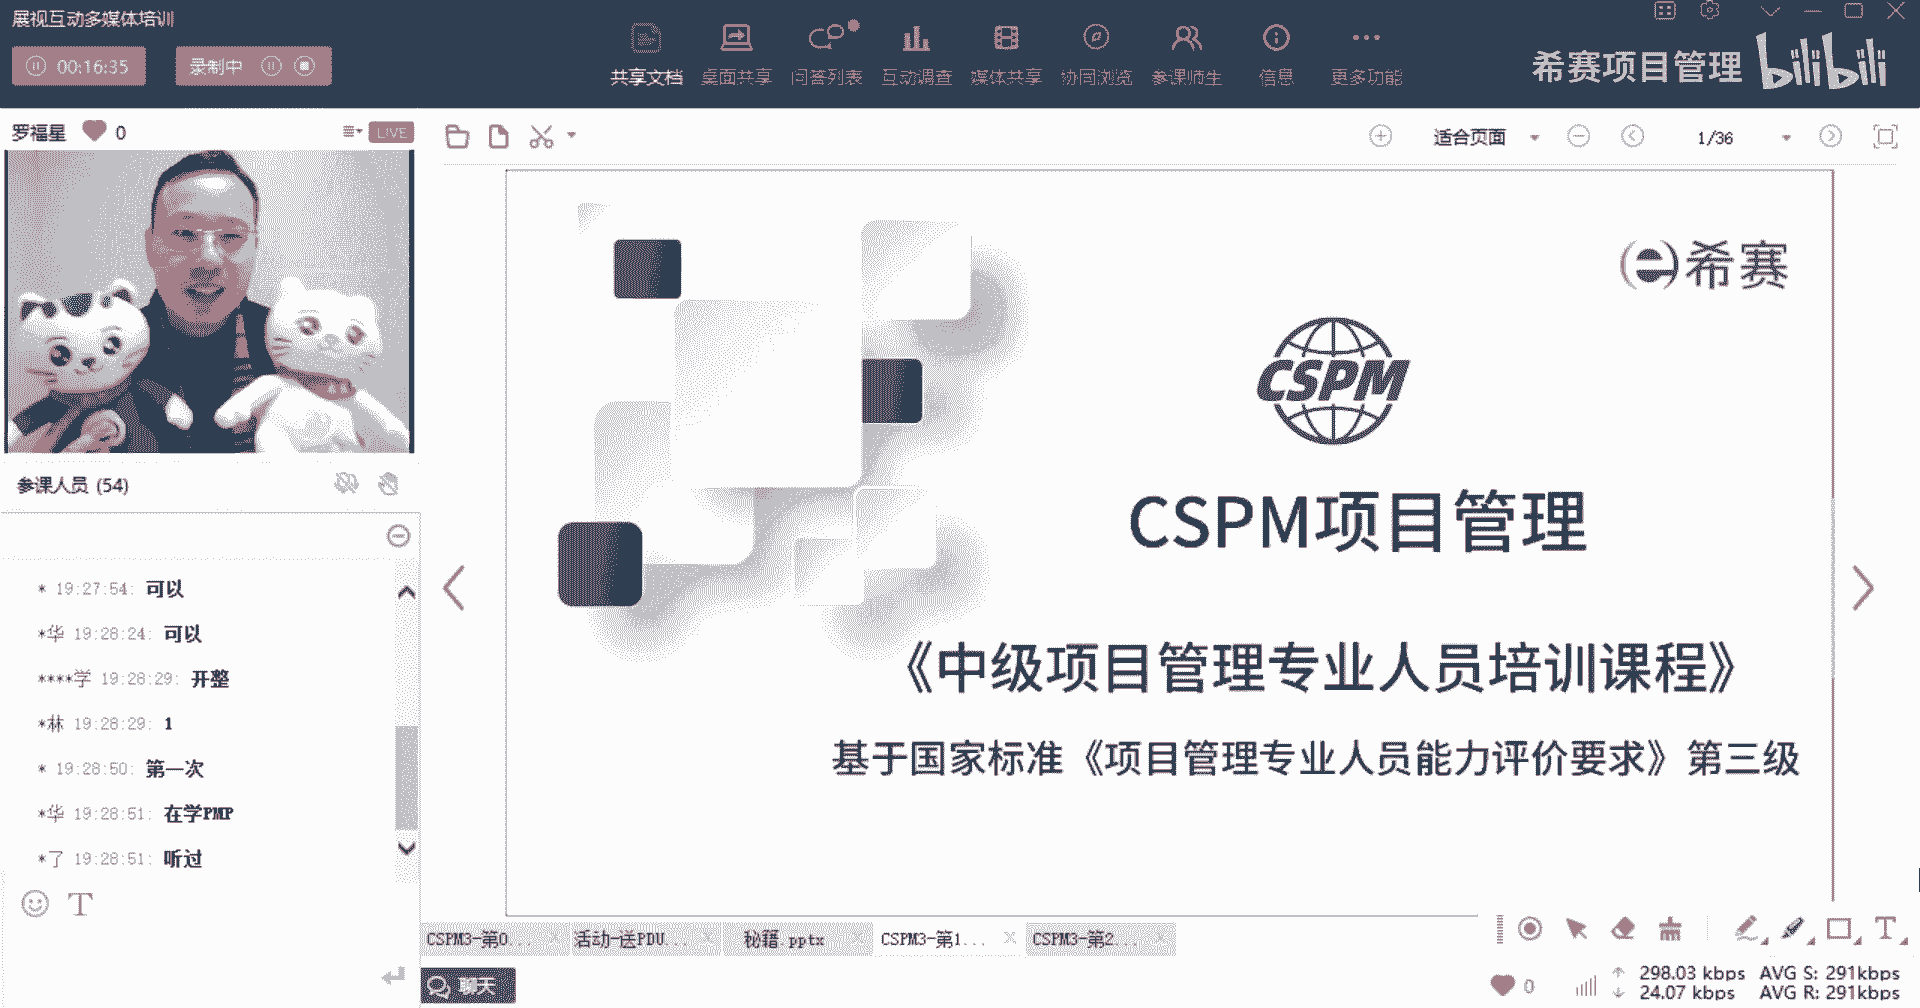 展视互动多媒体培训
00:16:35
录制中
共享文档 桌面共享 问答列表 互动调查 媒体共享 协同浏览 参课师生 信息 更多功能
希赛项目管理 bilibili
罗福星 0 LIVE
适合页面 1/36
希赛
CSPM
CSPM项目管理
《中级项目管理专业人员培训课程》
基于国家标准《项目管理专业人员能力评价要求》第三级
参课人员 (54)
* 19:27:54: 可以
*华 19:28:24: 可以
****学 19:28:29: 开整
*林 19:28:29: 1
* 19:28:50: 第一次
*华 19:28:51: 在学PMP
*了 19:28:51: 听过
T
CSPM3-第0... 活动-送PDU... 秘籍.pptx CSPM3-第1... CSPM3-第2...
聊天
0
298.03 kbps AVG S: 291kbps
24.07 kbps AVG R: 291kbps